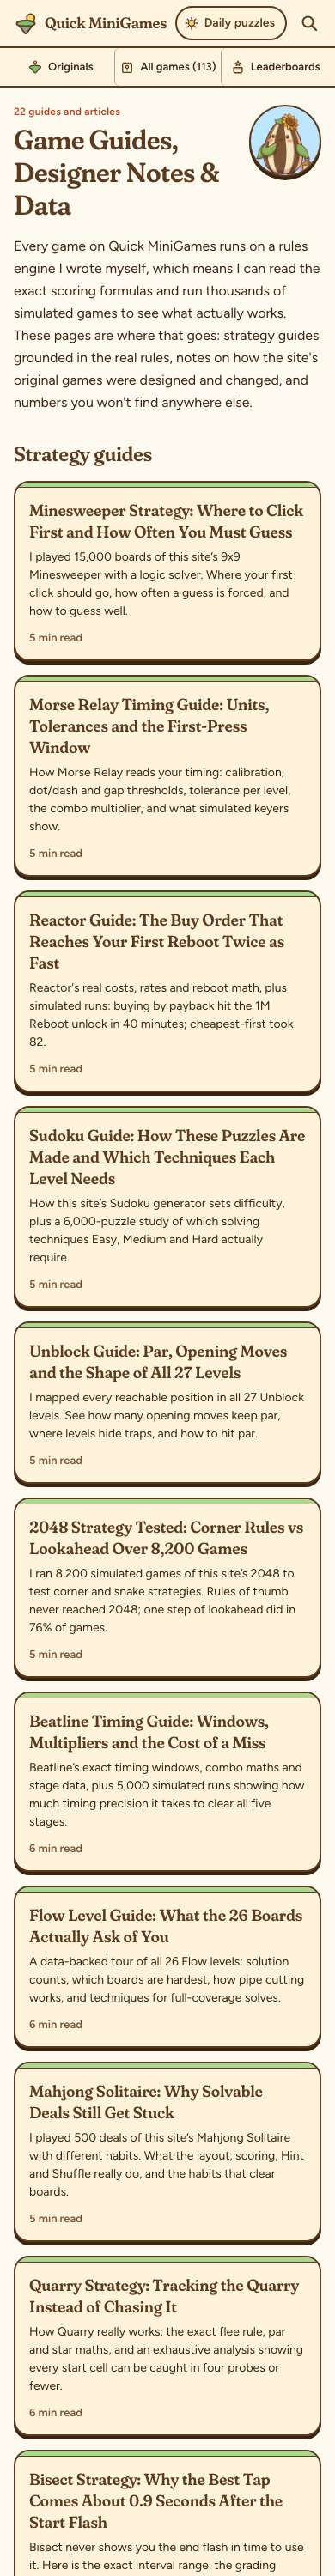 Quick MiniGames
Daily puzzles
Originals
All games (113)
Leaderboards
22 guides and articles
Game Guides,
Designer Notes &
Data
Every game on Quick MiniGames runs on a rules
engine I wrote myself, which means I can read the
exact scoring formulas and run thousands of
simulated games to see what actually works.
These pages are where that goes: strategy guides
grounded in the real rules, notes on how the site's
original games were designed and changed, and
numbers you won't find anywhere else.
Strategy guides
Minesweeper Strategy: Where to Click
First and How Often You Must Guess
I played 15,000 boards of this site's 9x9
Minesweeper with a logic solver. Where your first
click should go, how often a guess is forced, and
how to guess well.
5 min read
Morse Relay Timing Guide: Units,
Tolerances and the First-Press
Window
How Morse Relay reads your timing: calibration,
dot/dash and gap thresholds, tolerance per level,
the combo multiplier, and what simulated keyers
show.
5 min read
Reactor Guide: The Buy Order That
Reaches Your First Reboot Twice as
Fast
Reactor's real costs, rates and reboot math, plus
simulated runs: buying by payback hit the 1M
Reboot unlock in 40 minutes; cheapest-first took
82.
5 min read
Sudoku Guide: How These Puzzles Are
Made and Which Techniques Each
Level Needs
How this site's Sudoku generator sets difficulty,
plus a 6,000-puzzle study of which solving
techniques Easy, Medium and Hard actually
require.
5 min read
Unblock Guide: Par, Opening Moves
and the Shape of All 27 Levels
I mapped every reachable position in all 27 Unblock
levels. See how many opening moves keep par,
where levels hide traps, and how to hit par.
5 min read
2048 Strategy Tested: Corner Rules vs
Lookahead Over 8,200 Games
I ran 8,200 simulated games of this site's 2048 to
test corner and snake strategies. Rules of thumb
never reached 2048; one step of lookahead did in
76% of games.
5 min read
Beatline Timing Guide: Windows,
Multipliers and the Cost of a Miss
Beatline's exact timing windows, combo maths and
stage data, plus 5,000 simulated runs showing how
much timing precision it takes to clear all five
stages.
6 min read
Flow Level Guide: What the 26 Boards
Actually Ask of You
A data-backed tour of all 26 Flow levels: solution
counts, which boards are hardest, how pipe cutting
works, and techniques for full-coverage solves.
6 min read
Mahjong Solitaire: Why Solvable
Deals Still Get Stuck
I played 500 deals of this site's Mahjong Solitaire
with different habits. What the layout, scoring, Hint
and Shuffle really do, and the habits that clear
boards.
5 min read
Quarry Strategy: Tracking the Quarry
Instead of Chasing It
How Quarry really works: the exact flee rule, par
and star maths, and an exhaustive analysis showing
every start cell can be caught in four probes or
fewer.
6 min read
Bisect Strategy: Why the Best Tap
Comes About 0.9 Seconds After the
Start Flash
Bisect never shows you the end flash in time to use
it. Here is the exact interval range, the grading